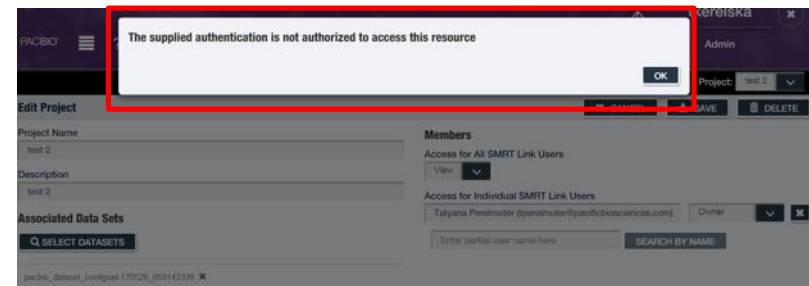 kereiska
The supplied authentication is not authorized to access this resource
PACBIO
Admin
OK
Project: test 2
Edit Project
CANCEL SAVE DELETE
Project Name
test 2
Members
Access for All SMRT Link Users
View
Description
test 2
Access for Individual SMRT Link Users
Tatyana Perelmuter (tperelmuter@pacificbiosciences.com) Owner
Associated Data Sets
SELECT DATASETS
Enter partial user name here SEARCH BY NAME